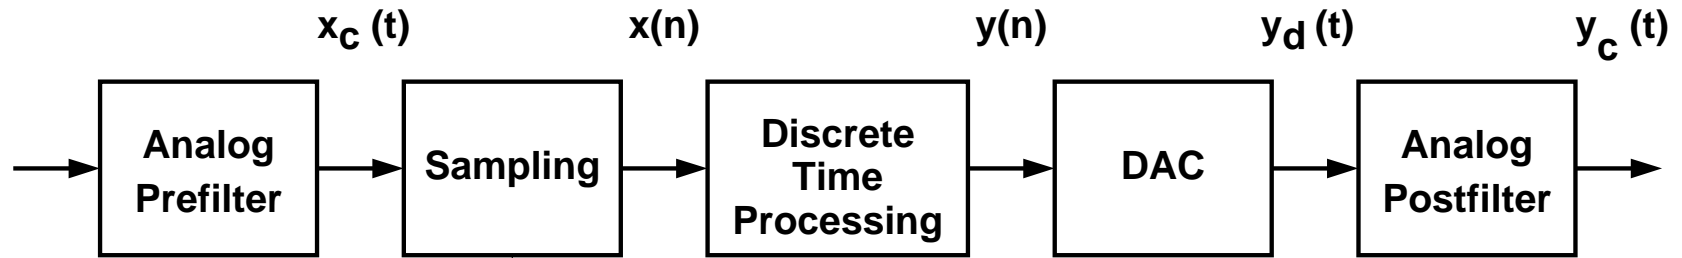 x_c (t)
x(n)
y(n)
y_d (t)
y_c (t)
Analog
Prefilter
Sampling
Discrete
Time
Processing
DAC
Analog
Postfilter